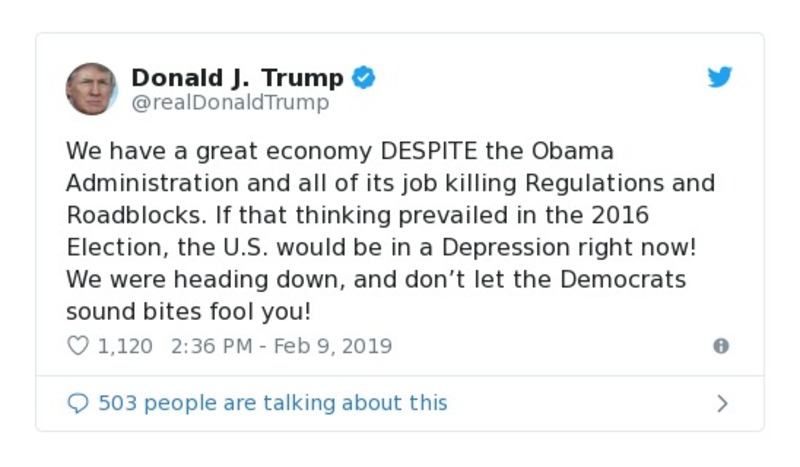 Donald J. Trump
@realDonaldTrump
We have a great economy DESPITE the Obama
Administration and all of its job killing Regulations and
Roadblocks. If that thinking prevailed in the 2016
Election, the U.S. would be in a Depression right now!
We were heading down, and don’t let the Democrats
sound bites fool you!
1,120 2:36 PM - Feb 9, 2019
503 people are talking about this